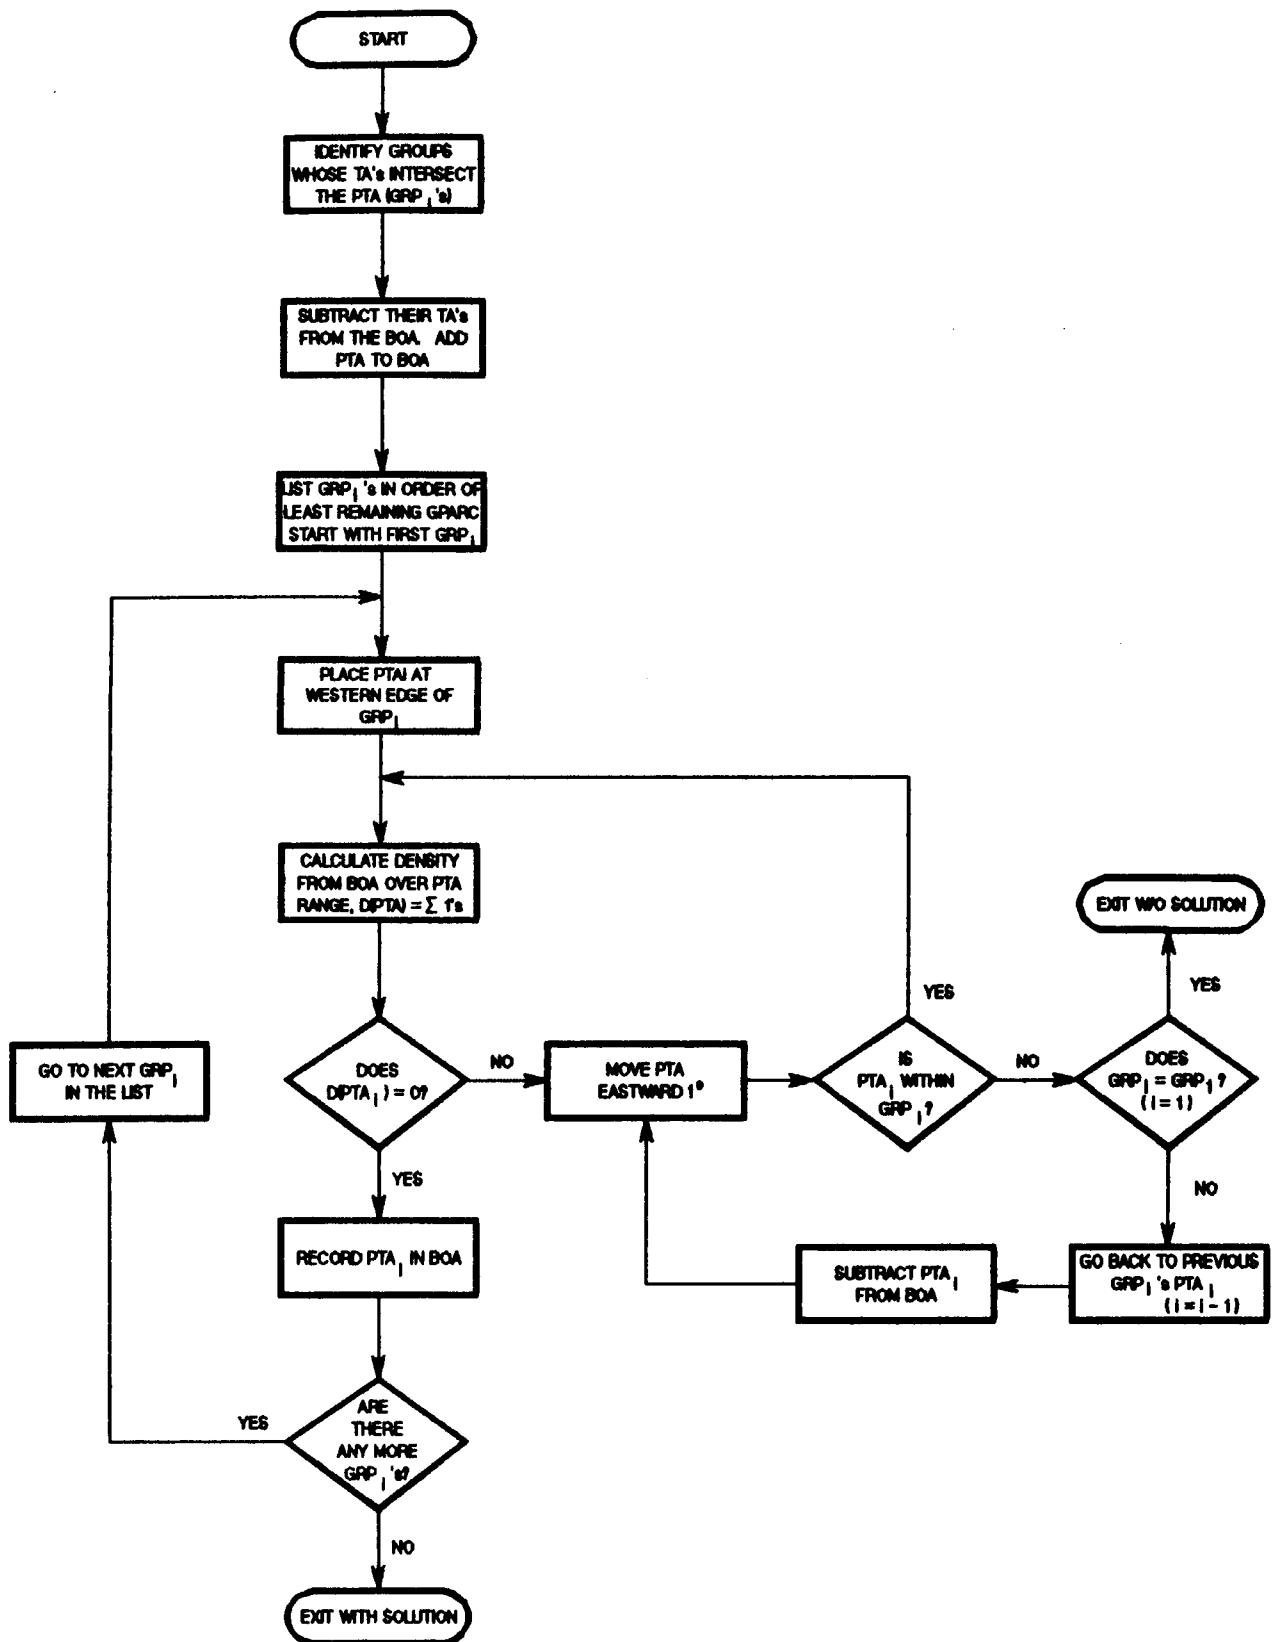 START
IDENTIFY GROUPS
WHOSE TA's INTERSECT
THE PTA (GRP i 's)
SUBTRACT THEIR TA's
FROM THE BOA. ADD
PTA TO BOA
LIST GRP i 's IN ORDER OF
LEAST REMAINING GPARC
START WITH FIRST GRP i
PLACE PTAi AT
WESTERN EDGE OF
GRP i
CALCULATE DENSITY
FROM BOA OVER PTA
RANGE, D(PTA) = ∑ 1's
EXIT W/O SOLUTION
YES
YES
GO TO NEXT GRP i
IN THE LIST
DOES
D(PTA i ) = 0?
NO
MOVE PTA
EASTWARD 1°
IS
PTA i WITHIN
GRP i ?
NO
DOES
GRP i = GRP 1 ?
( i = 1 )
YES
NO
RECORD PTA i IN BOA
SUBTRACT PTA i
FROM BOA
GO BACK TO PREVIOUS
GRP i 's PTA i
( i = i - 1 )
YES
ARE
THERE
ANY MORE
GRP i 's?
NO
EXIT WITH SOLUTION